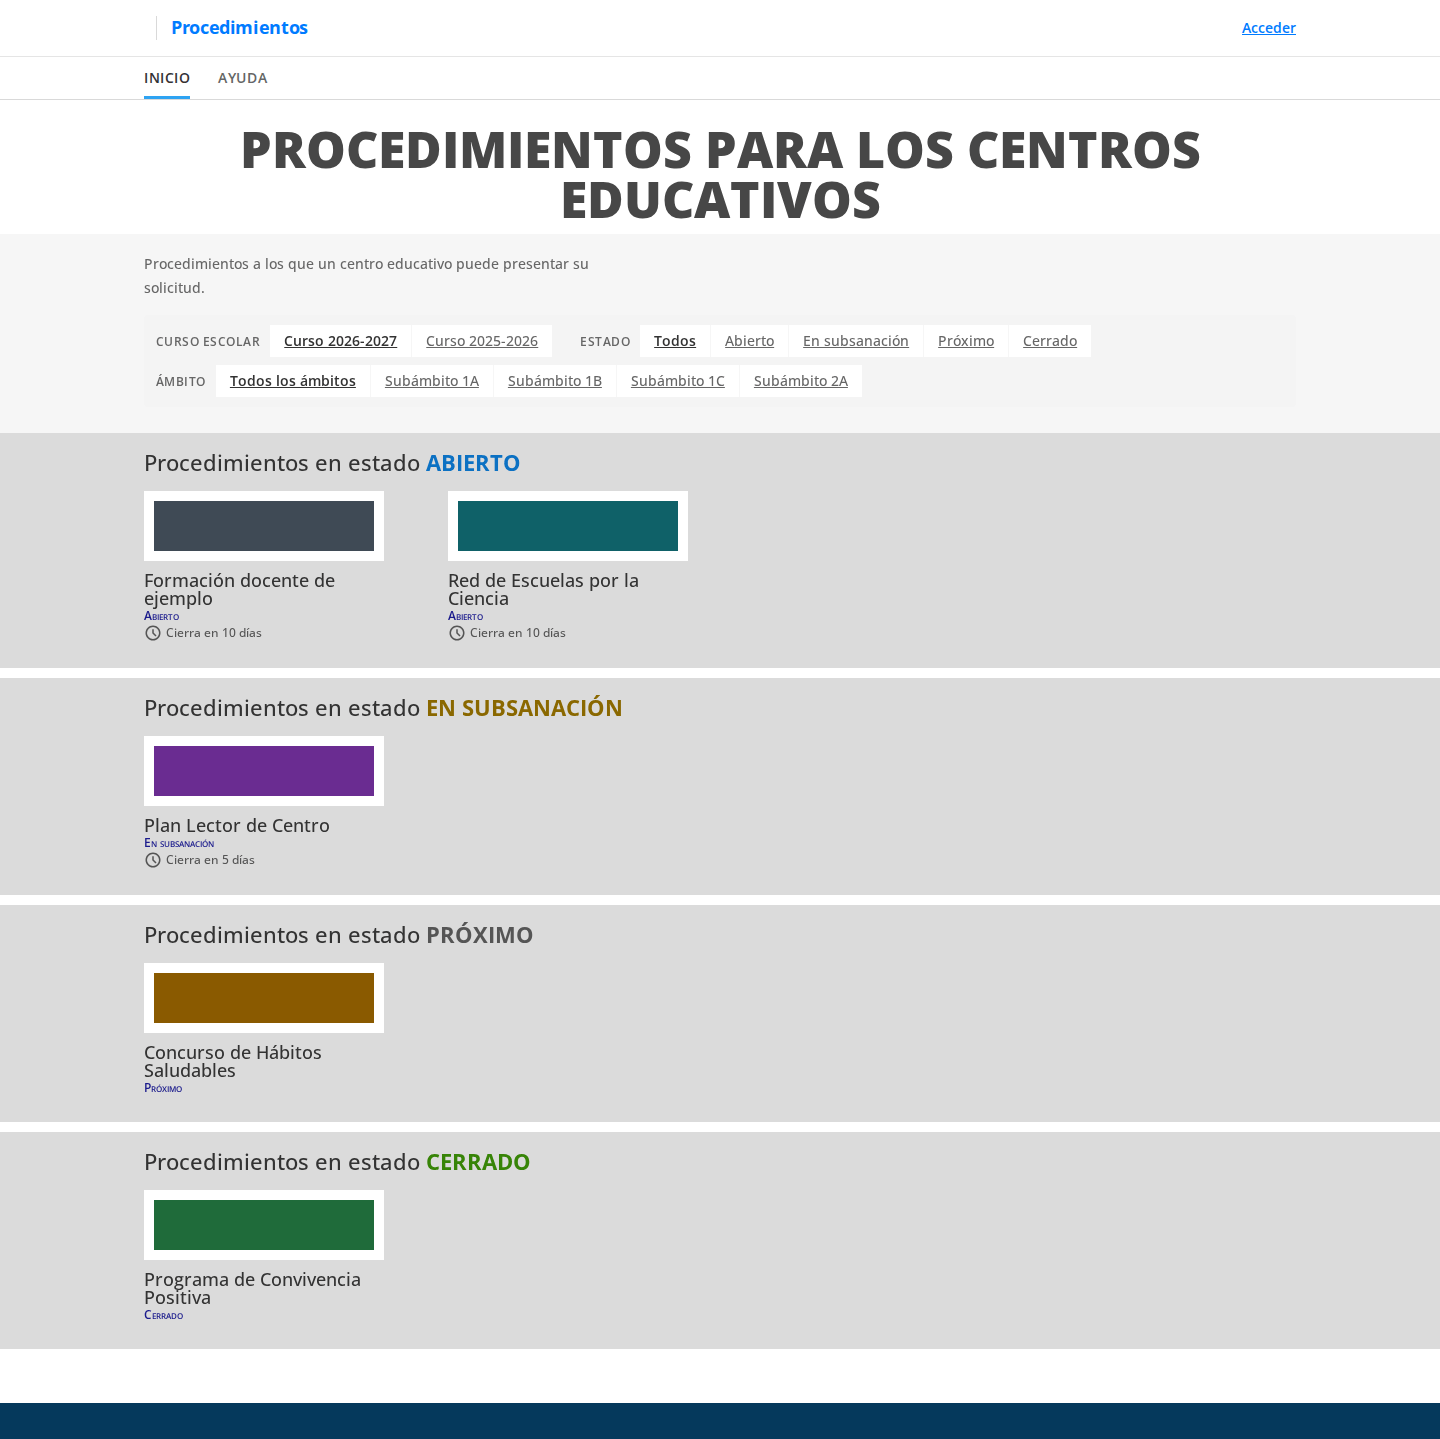 Procedimientos
Acceder
INICIO
AYUDA
PROCEDIMIENTOS PARA LOS CENTROS
EDUCATIVOS
Procedimientos a los que un centro educativo puede presentar su
solicitud.
CURSO ESCOLAR Curso 2026-2027 Curso 2025-2026 ESTADO Todos Abierto En subsanación Próximo Cerrado
ÁMBITO Todos los ámbitos Subámbito 1A Subámbito 1B Subámbito 1C Subámbito 2A
Procedimientos en estado ABIERTO
Formación docente de
ejemplo
Abierto
Cierra en 10 días
Red de Escuelas por la
Ciencia
Abierto
Cierra en 10 días
Procedimientos en estado EN SUBSANACIÓN
Plan Lector de Centro
En subsanación
Cierra en 5 días
Procedimientos en estado PRÓXIMO
Concurso de Hábitos
Saludables
Próximo
Procedimientos en estado CERRADO
Programa de Convivencia
Positiva
Cerrado